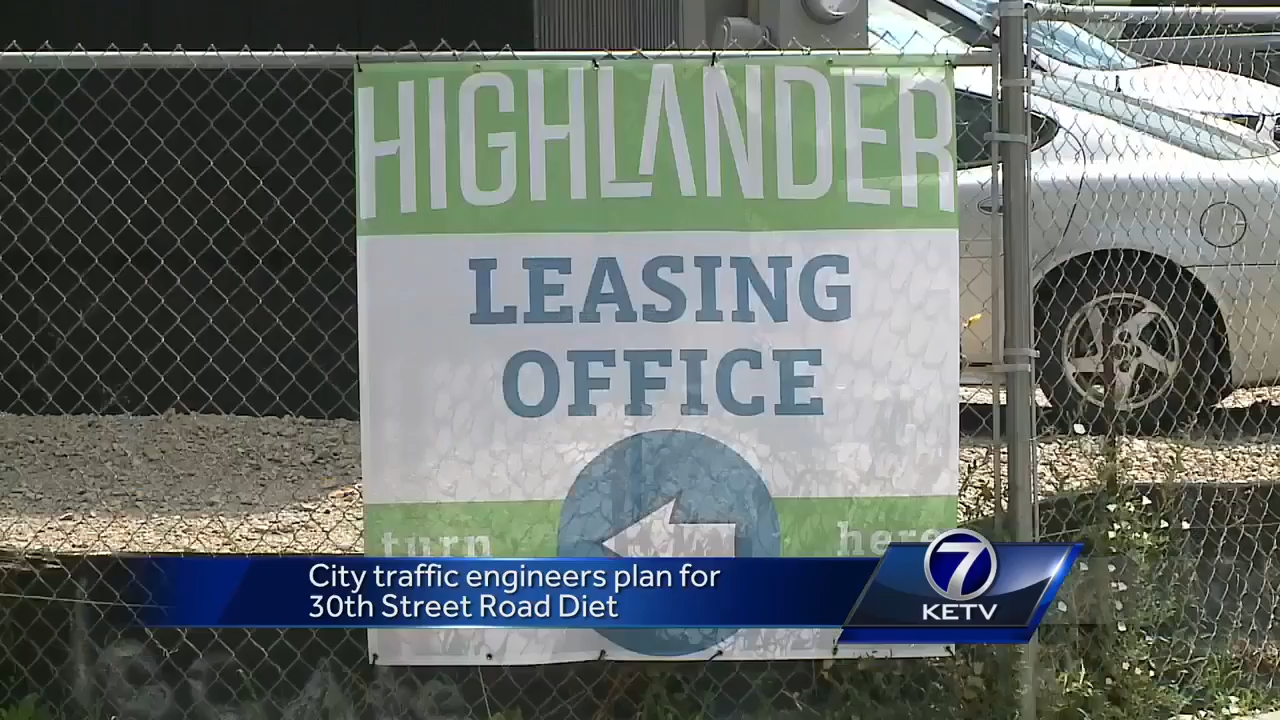 HIGHLANDER
LEASING
OFFICE
turn here
City traffic engineers plan for
30th Street Road Diet
7
KETV